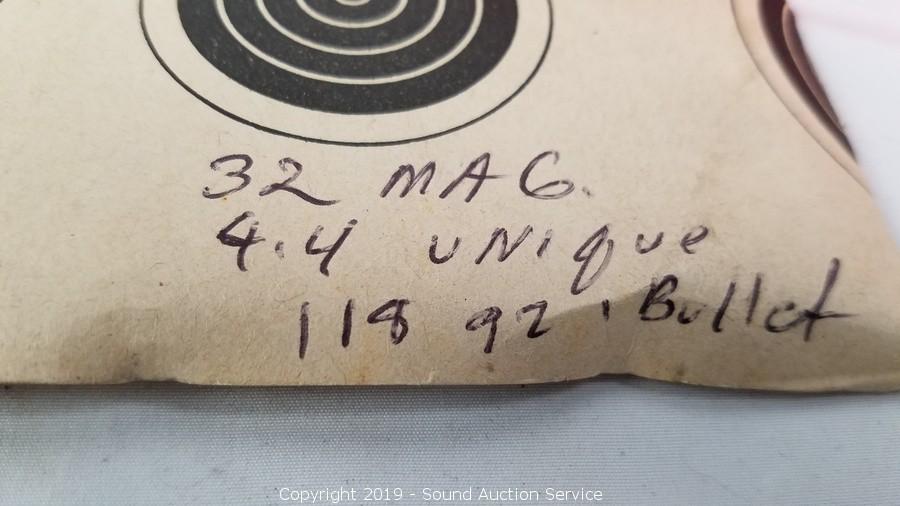 32 MAG.
4.4 UNique
118 gr. Bullet
Copyright 2019 - Sound Auction Service